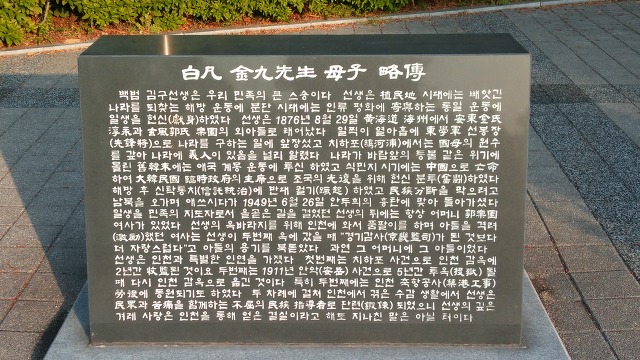 白凡 金九先生 母子 略傳
백범 김구선생은 우리 민족의 큰 스승이다. 선생은 植民地 시대에는 빼앗긴
나라를 되찾는 해방 운동에 분단 시대에는 인류 평화에 寄與하는 통일 운동에
일생을 헌신(獻身)하였다. 선생은 1876년 8월 29일 黃海道 海州에서 安東金氏
淳永과 玄風郭氏 樂園의 외아들로 태어났다. 일찍이 열아홉에 東學軍 선봉장
(先鋒將)으로 나라를 구하는 일에 앞장섰고 치하포(鴟河浦)에서는 國母의 원수
를 갚아 나라에 義人이 있음을 널리 알렸다. 나라가 바람앞의 등불 같은 위기에
몰린 舊韓末에는 애국 계몽 운동에 투신 하였고 식민지 시기에는 中國으로 亡命
하여 大韓民國 臨時政府의 主席으로 조국의 光復을 위해 헌신 분투(奮鬪)하였다.
해방 후 신탁통치(信託統治)에 반대 궐기(蹶起)하였고 民族 分斷을 막으려고
남북을 오가며 애쓰시다가 1949년 6월 26일 안두희의 흉탄에 맞아 돌아가셨다.
일생을 민족의 지도자로서 올곧은 길을 걸었던 선생의 뒤에는 항상 어머니 郭樂園
여사가 있었다. 선생의 옥바라지를 위해 인천에 와서 품팔이를 하며 아들을 격려
(激勵)했던 여사는 선생이 두번째 옥에 갔을 때 "경기감사(京畿監司)가 된 것보다
더 자랑스럽다"고 아들의 용기를 북돋았다. 과연 그 어머니에 그 아들이었다.
선생은 인천과 특별한 인연을 가졌다. 첫번째는 치하포 사건으로 인천 감옥에
2년간 收監된 것이요 두번째는 1911년 안악(安岳) 사건으로 5년간 투옥(投獄) 될
때 다시 인천 감옥으로 옮긴 것이다. 특히 두번째는 인천 축항공사(築港工事)
勞役에 동원되기도 하였다. 두 차례에 걸쳐 인천에서 겪은 수감 생활에서 선생은
民衆과 苦痛을 함께하는 不屈의 民族 指導者로 단련(鍛鍊) 되었으니 선생의 깊은
겨레 사랑은 인천을 통해 얻은 결실이라고 해도 지나친 말은 아닐 터이다.